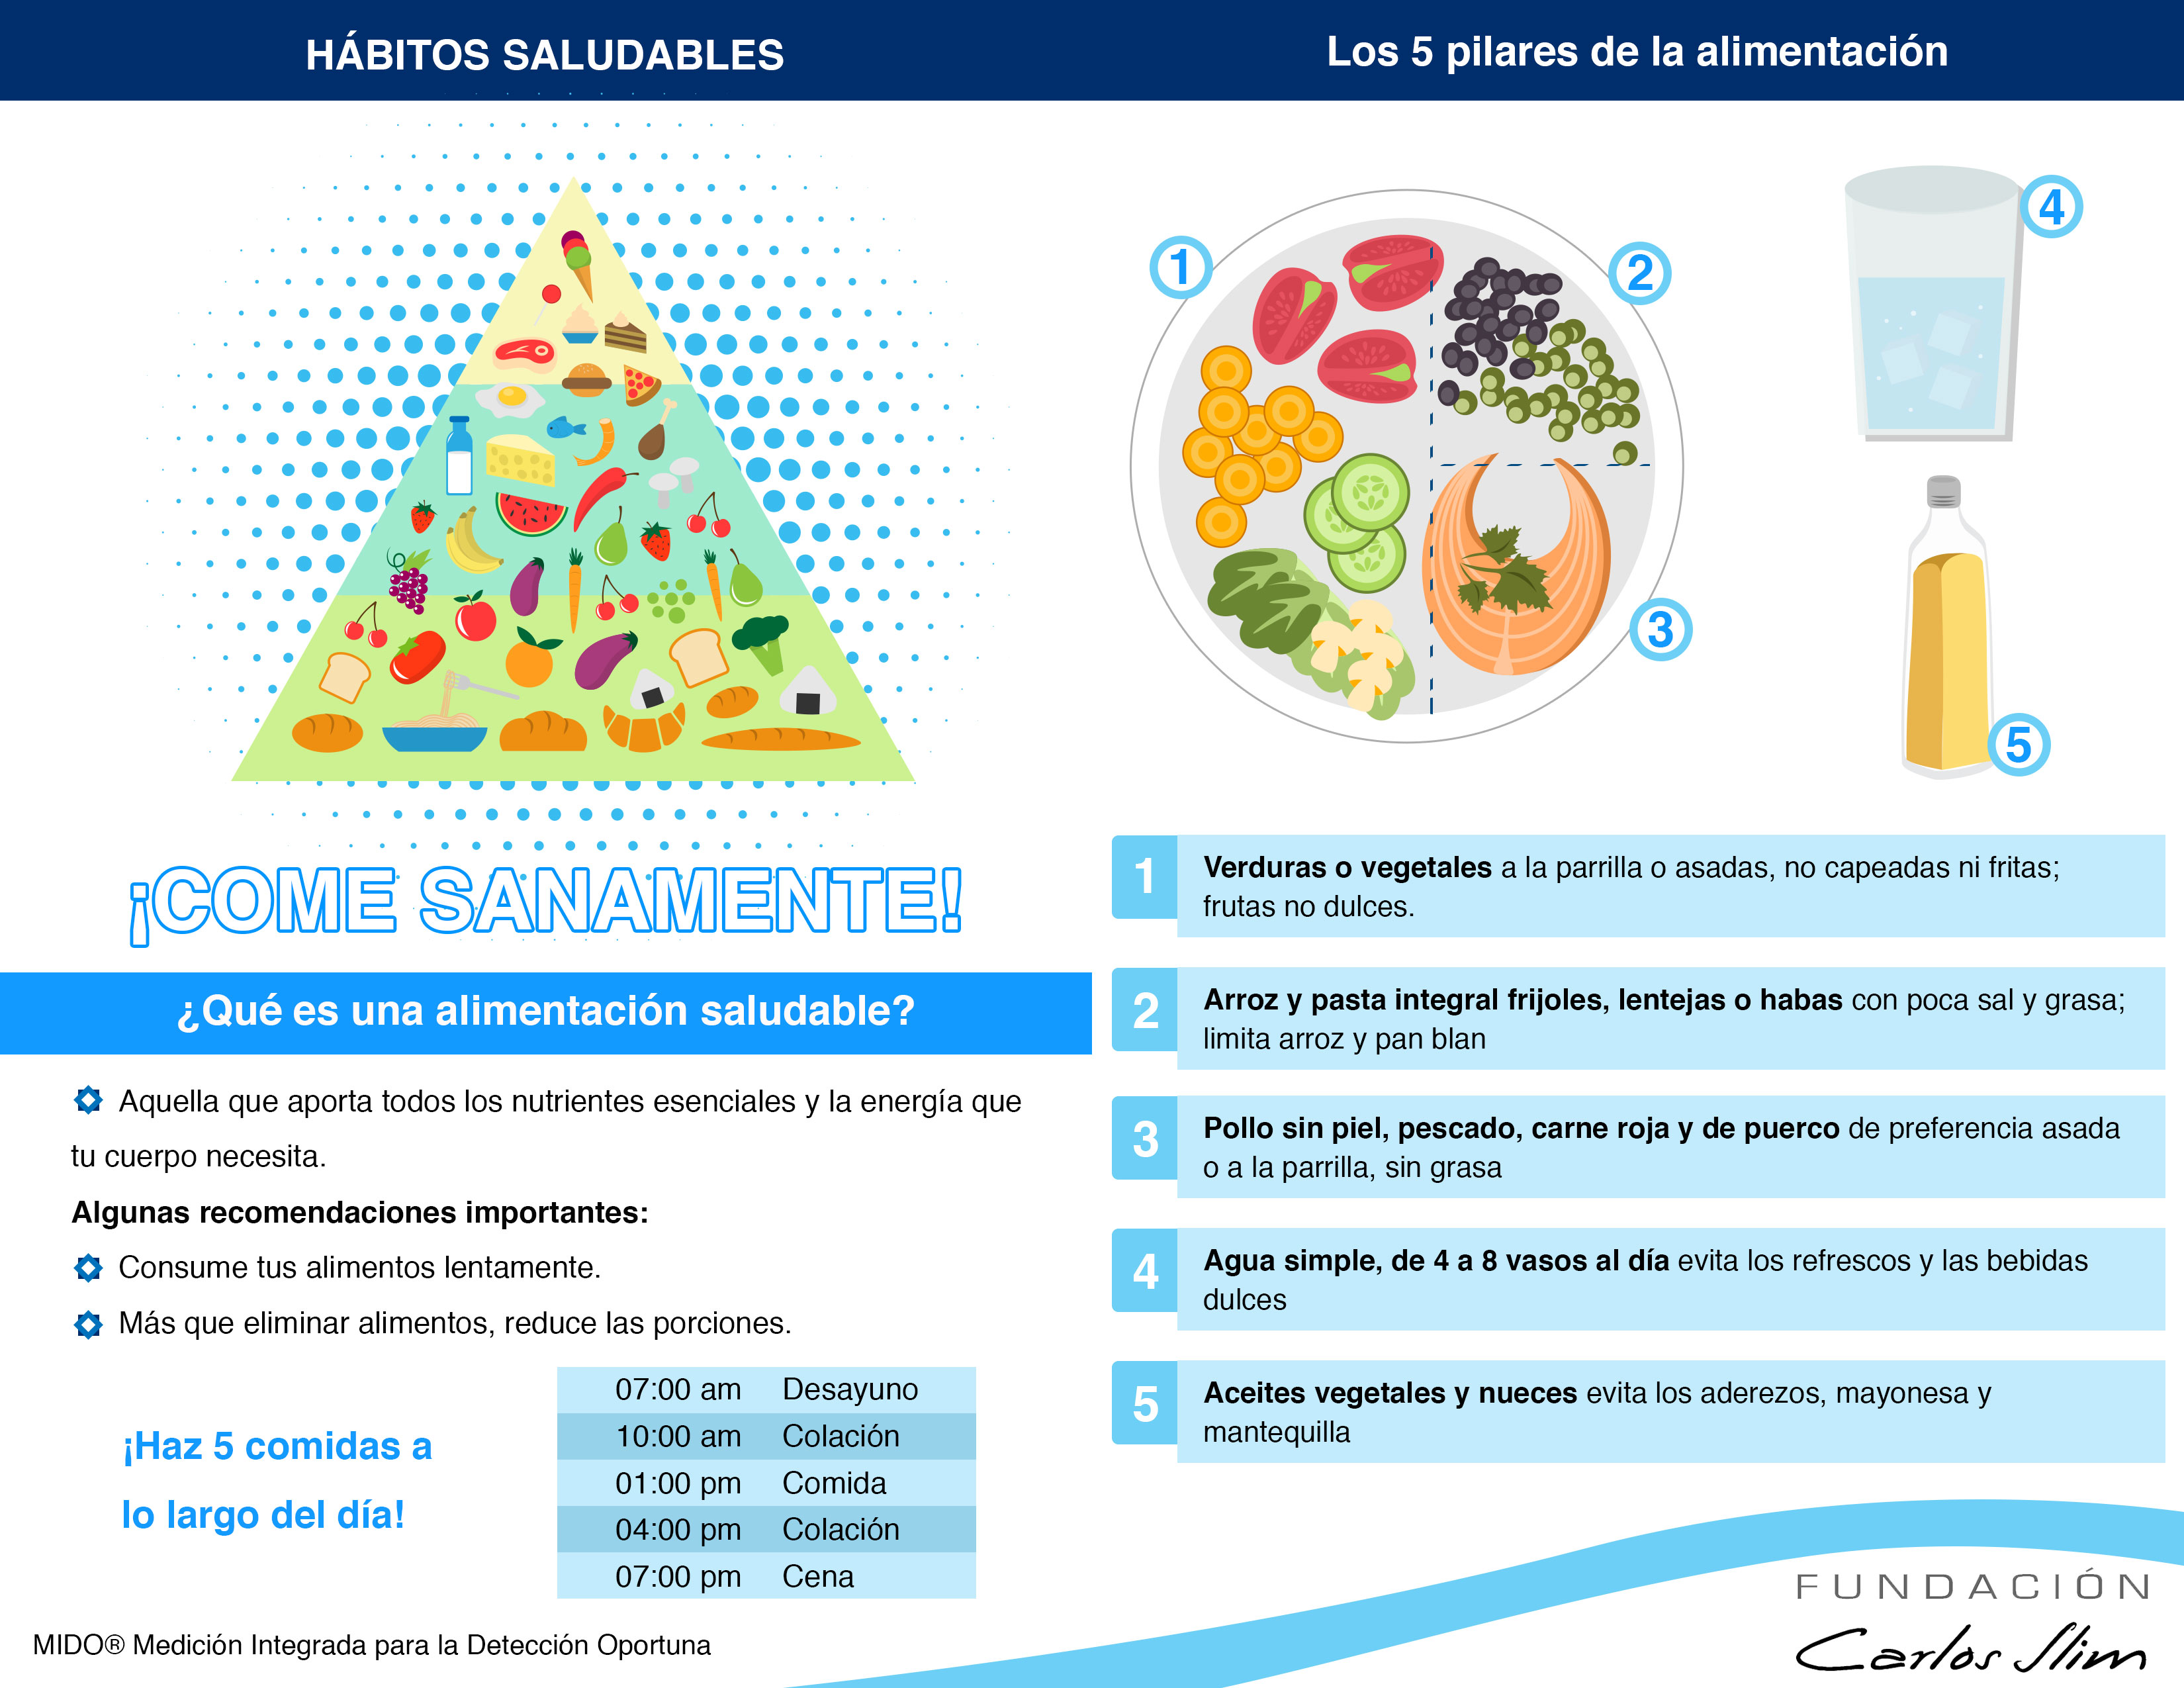 HÁBITOS SALUDABLES
¡COME SANAMENTE!
¿Qué es una alimentación saludable?
Aquella que aporta todos los nutrientes esenciales y la energía que
tu cuerpo necesita.
Algunas recomendaciones importantes:
Consume tus alimentos lentamente.
Más que eliminar alimentos, reduce las porciones.
¡Haz 5 comidas a
lo largo del día!
07:00 am Desayuno
10:00 am Colación
01:00 pm Comida
04:00 pm Colación
07:00 pm Cena
MIDO® Medición Integrada para la Detección Oportuna
Los 5 pilares de la alimentación
1
2
3
4
5
1 Verduras o vegetales a la parrilla o asadas, no capeadas ni fritas;
frutas no dulces.
2 Arroz y pasta integral frijoles, lentejas o habas con poca sal y grasa;
limita arroz y pan blan
3 Pollo sin piel, pescado, carne roja y de puerco de preferencia asada
o a la parrilla, sin grasa
4 Agua simple, de 4 a 8 vasos al día evita los refrescos y las bebidas
dulces
5 Aceites vegetales y nueces evita los aderezos, mayonesa y
mantequilla
FUNDACIÓN
Carlos Slim